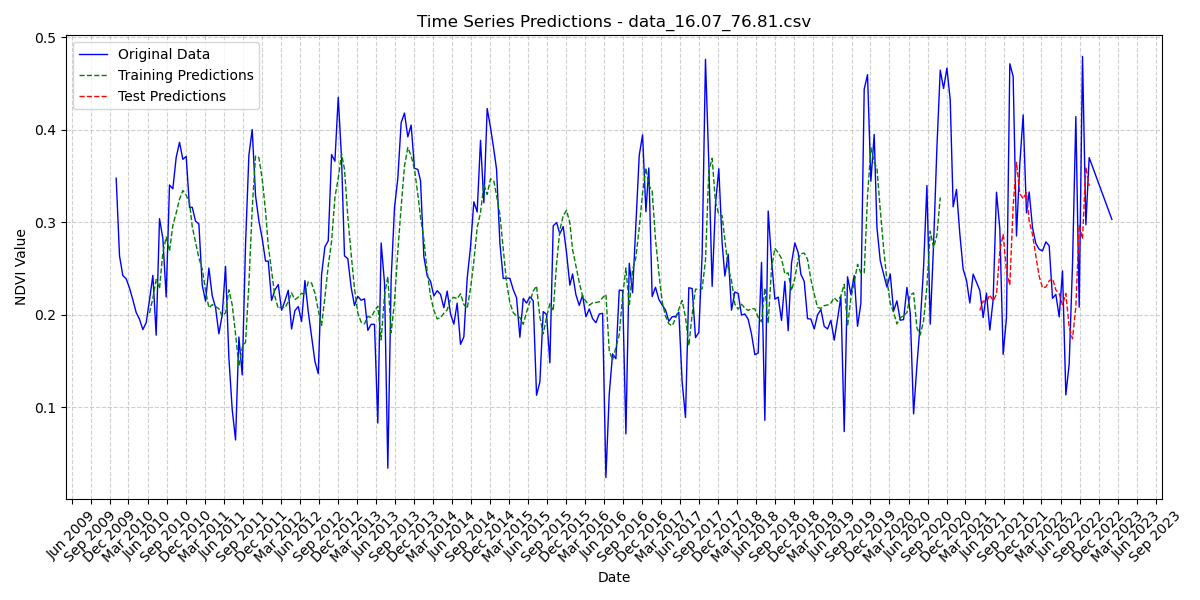 Time Series Predictions - data_16.07_76.81.csv
Original Data
Training Predictions
Test Predictions
NDVI Value
0.5
0.4
0.3
0.2
0.1
Jun 2009
Sep 2009
Dec 2009
Mar 2010
Jun 2010
Sep 2010
Dec 2010
Mar 2011
Jun 2011
Sep 2011
Dec 2011
Mar 2012
Jun 2012
Sep 2012
Dec 2012
Mar 2013
Jun 2013
Sep 2013
Dec 2013
Mar 2014
Jun 2014
Sep 2014
Dec 2014
Mar 2015
Jun 2015
Sep 2015
Dec 2015
Mar 2016
Jun 2016
Sep 2016
Dec 2016
Mar 2017
Jun 2017
Sep 2017
Dec 2017
Mar 2018
Jun 2018
Sep 2018
Dec 2018
Mar 2019
Jun 2019
Sep 2019
Dec 2019
Mar 2020
Jun 2020
Sep 2020
Dec 2020
Mar 2021
Jun 2021
Sep 2021
Dec 2021
Mar 2022
Jun 2022
Sep 2022
Dec 2022
Mar 2023
Jun 2023
Sep 2023
Date